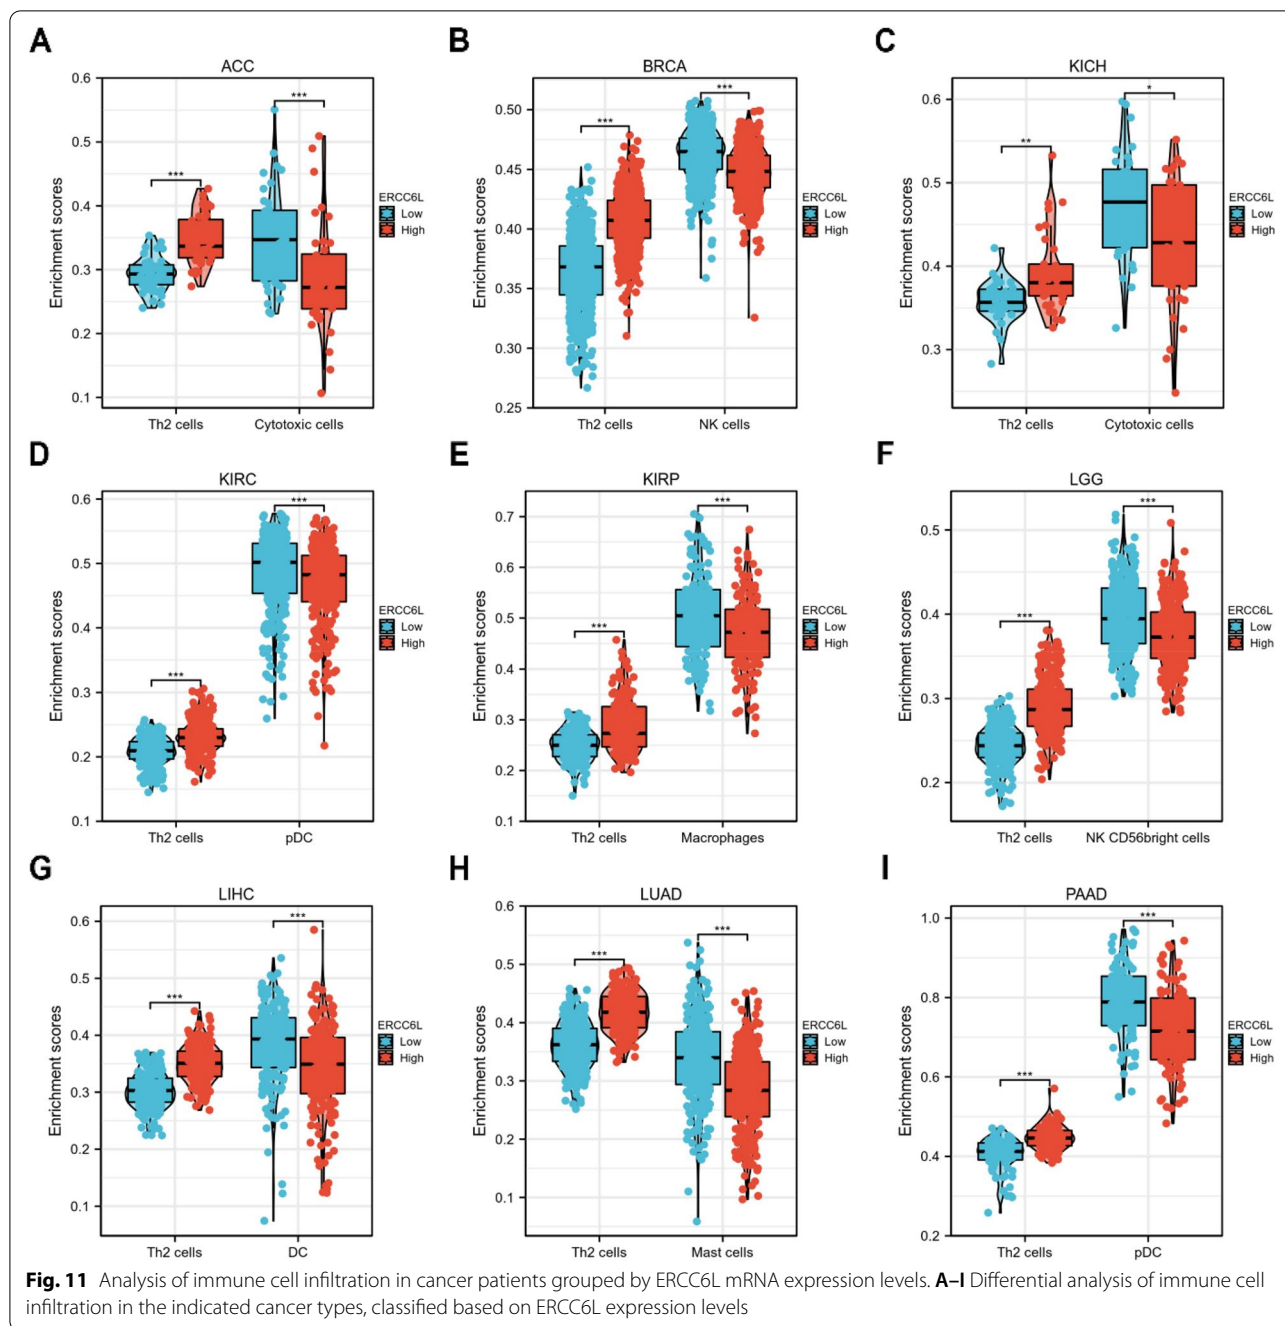 A
ACC
0.6
0.5
0.4
0.3
0.2
0.1
Enrichment scores
***
***
Th2 cells Cytotoxic cells
ERCC6L
Low
High
B
BRCA
0.50
0.45
0.40
0.35
0.30
0.25
Enrichment scores
***
***
Th2 cells NK cells
ERCC6L
Low
High
C
KICH
0.6
0.5
0.4
0.3
Enrichment scores
**
*
Th2 cells Cytotoxic cells
ERCC6L
Low
High
D
KIRC
0.6
0.5
0.4
0.3
0.2
0.1
Enrichment scores
***
***
Th2 cells pDC
ERCC6L
Low
High
E
KIRP
0.7
0.6
0.5
0.4
0.3
0.2
0.1
Enrichment scores
***
***
Th2 cells Macrophages
ERCC6L
Low
High
F
LGG
0.5
0.4
0.3
0.2
Enrichment scores
***
***
Th2 cells NK CD56bright cells
ERCC6L
Low
High
G
LIHC
0.6
0.5
0.4
0.3
0.2
0.1
Enrichment scores
***
***
Th2 cells DC
ERCC6L
Low
High
H
LUAD
0.6
0.5
0.4
0.3
0.2
0.1
Enrichment scores
***
***
Th2 cells Mast cells
ERCC6L
Low
High
I
PAAD
1.0
0.8
0.6
0.4
0.2
Enrichment scores
***
***
Th2 cells pDC
ERCC6L
Low
High
Fig. 11 Analysis of immune cell infiltration in cancer patients grouped by ERCC6L mRNA expression levels. A–I Differential analysis of immune cell
infiltration in the indicated cancer types, classified based on ERCC6L expression levels